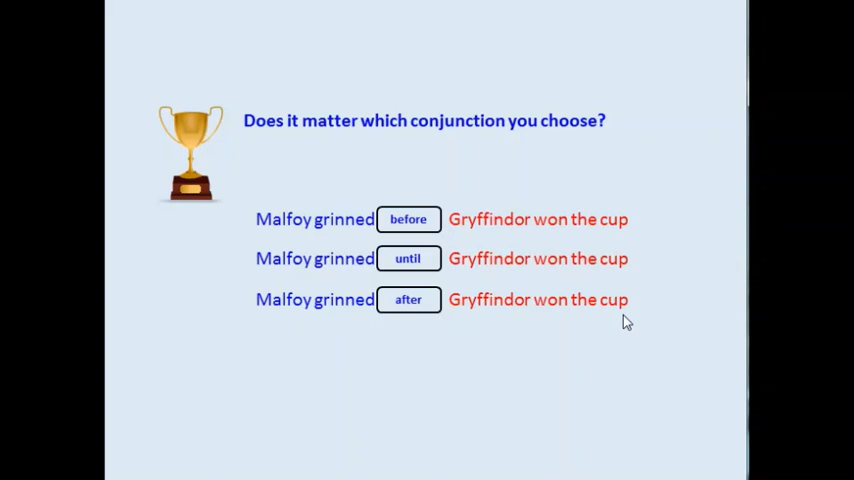 Does it matter which conjunction you choose?
Malfoy grinned before Gryffindor won the cup
Malfoy grinned until Gryffindor won the cup
Malfoy grinned after Gryffindor won the cup